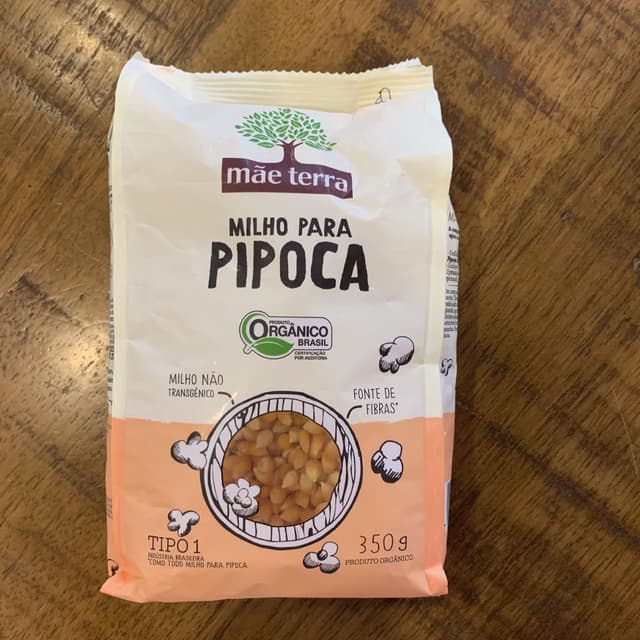 mãe terra
MILHO PARA
PIPOCA
PRODUTO
ORGÂNICO
BRASIL
CERTIFICAÇÃO
POR AUDITORIA
MILHO NÃO
TRANSGÊNICO
FONTE DE
FIBRAS*
TIPO 1
INDÚSTRIA BRASILEIRA
*COMO TODO MILHO PARA PIPOCA
350g
PRODUTO ORGÂNICO